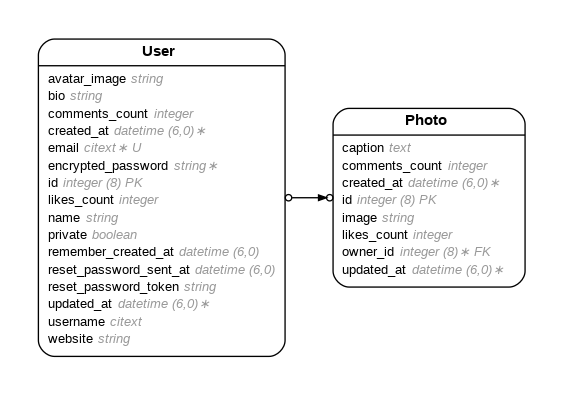 User
avatar_image string
bio string
comments_count integer
created_at datetime (6,0)∗
email citext∗ U
encrypted_password string∗
id integer (8) PK
likes_count integer
name string
private boolean
remember_created_at datetime (6,0)
reset_password_sent_at datetime (6,0)
reset_password_token string
updated_at datetime (6,0)∗
username citext
website string
Photo
caption text
comments_count integer
created_at datetime (6,0)∗
id integer (8) PK
image string
likes_count integer
owner_id integer (8)∗ FK
updated_at datetime (6,0)∗